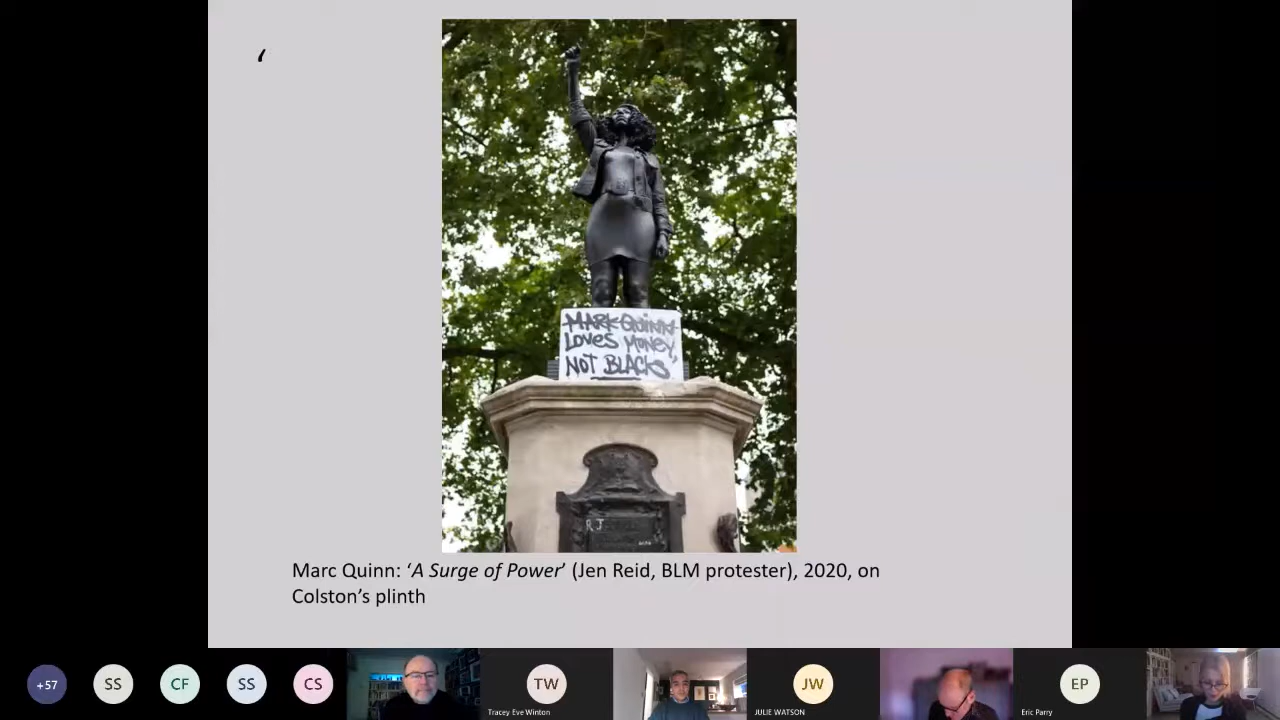 ‘
MARK QUINN
LOVES MONEY,
NOT BLACKS
R J
Marc Quinn: ‘A Surge of Power’ (Jen Reid, BLM protester), 2020, on
Colston’s plinth
+57
SS
CF
SS
CS
TW
Tracey Eve Winton
JW
JULIE WATSON
EP
Eric Parry